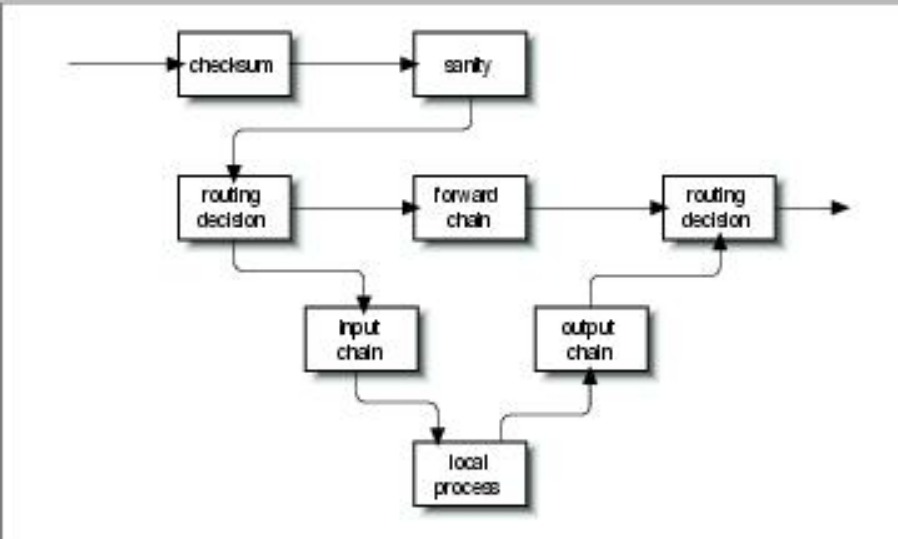 checksum
sanity
routing
decision
forward
chain
routing
decision
input
chain
output
chain
local
process